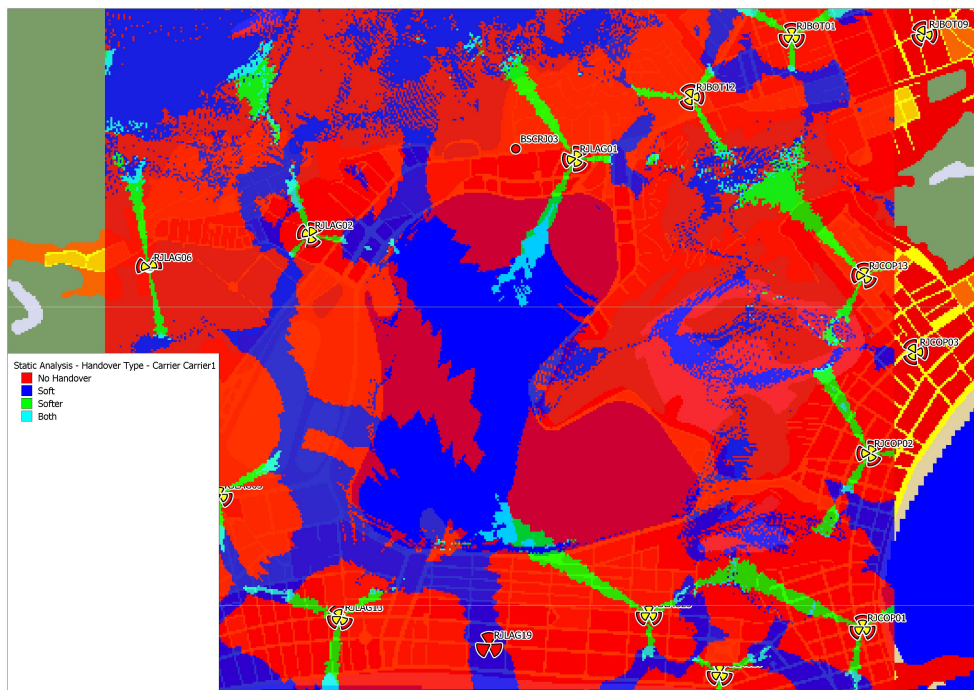 RJBOT01
RJBOT09
RJBOT12
BSCRJ03
RJLAG01
RJLAG02
RJLAG06
RJCOP13
RJCOP03
Static Analysis - Handover Type - Carrier Carrier1
No Handover
Soft
Softer
Both
RJCOP02
RJLAG13
RJCOP01
RJLAG19